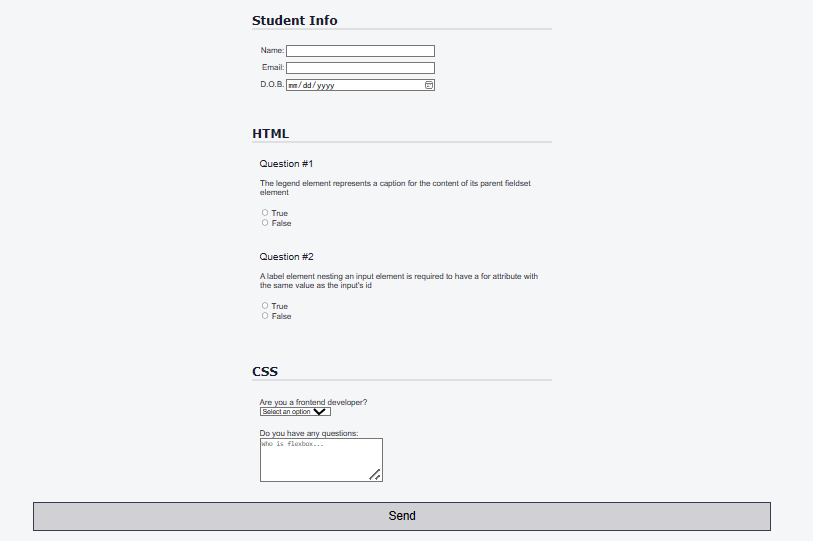 Student Info
Name:
Email:
D.O.B.
mm/dd/yyyy
HTML
Question #1
The legend element represents a caption for the content of its parent fieldset
element
True
False
Question #2
A label element nesting an input element is required to have a for attribute with
the same value as the input's id
True
False
CSS
Are you a frontend developer?
Select an option
Do you have any questions:
Who is flexbox...
Send